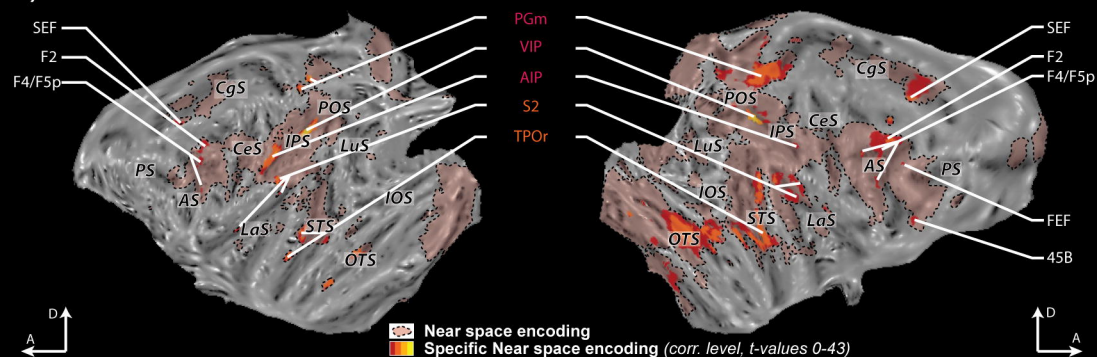 SEF
F2
F4/F5p
CgS
POS
CeS
IPS
LuS
PS
AS
LaS
STS
IOS
OTS
PGm
VIP
AIP
S2
TPOr
POS
CgS
IPS
CeS
LuS
AS
PS
IOS
STS
LaS
OTS
SEF
F2
F4/F5p
FEF
45B
D
A
D
A
Near space encoding
Specific Near space encoding (corr. level, t-values 0-43)